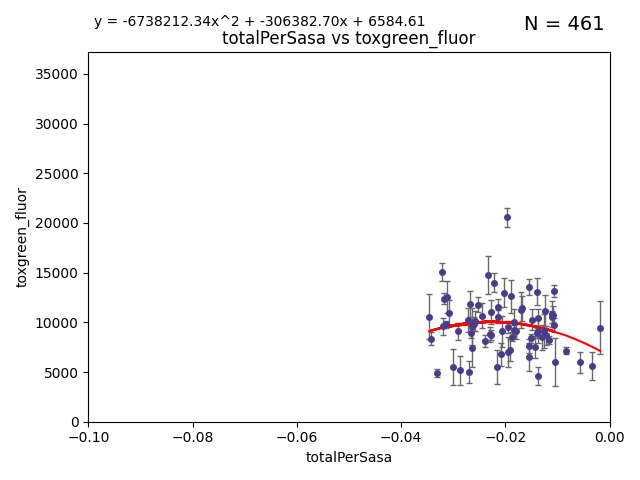 y = -6738212.34x^2 + -306382.70x + 6584.61
N = 461
totalPerSasa vs toxgreen_fluor
35000
30000
25000
20000
15000
10000
5000
0
toxgreen_fluor
−0.10
−0.08
−0.06
−0.04
−0.02
0.00
totalPerSasa